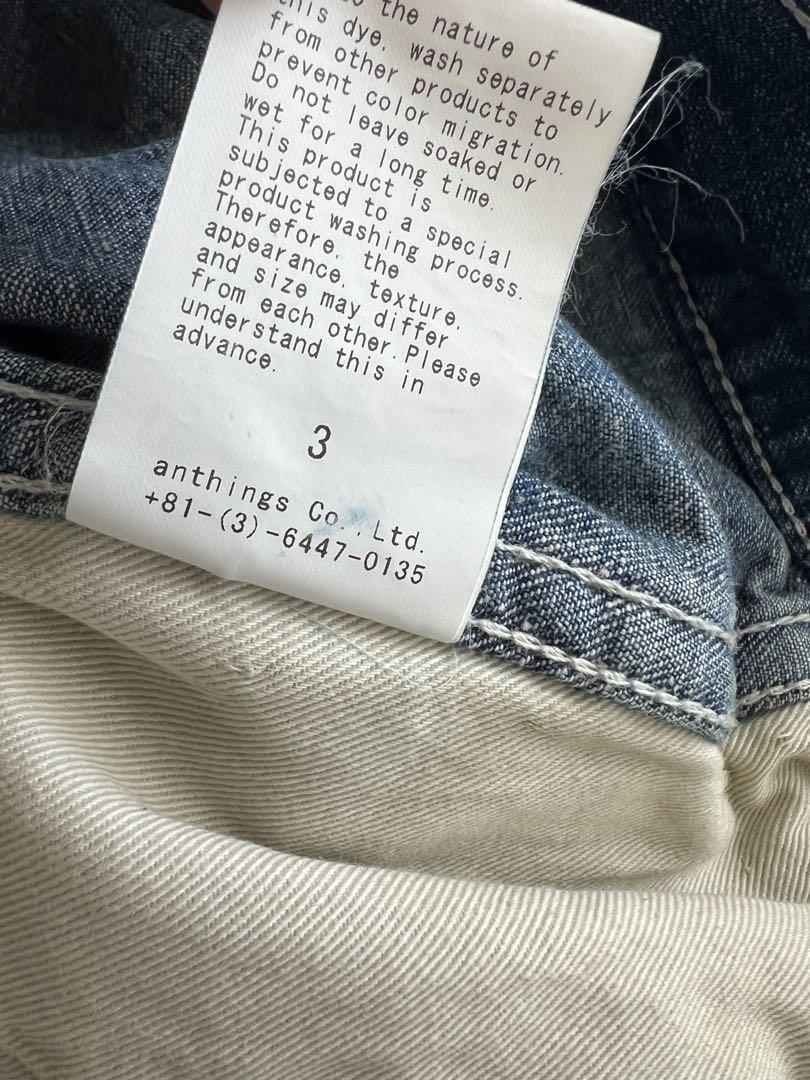 the nature of
this dye, wash separately
from other products to
prevent color migration.
Do not leave soaked or
wet for a long time.
This product is
subjected to a special
product washing process.
Therefore, the
appearance, texture,
and size may differ
from each other.Please
understand this in
advance.
3
anthings Co.,Ltd.
+81-(3)-6447-0135